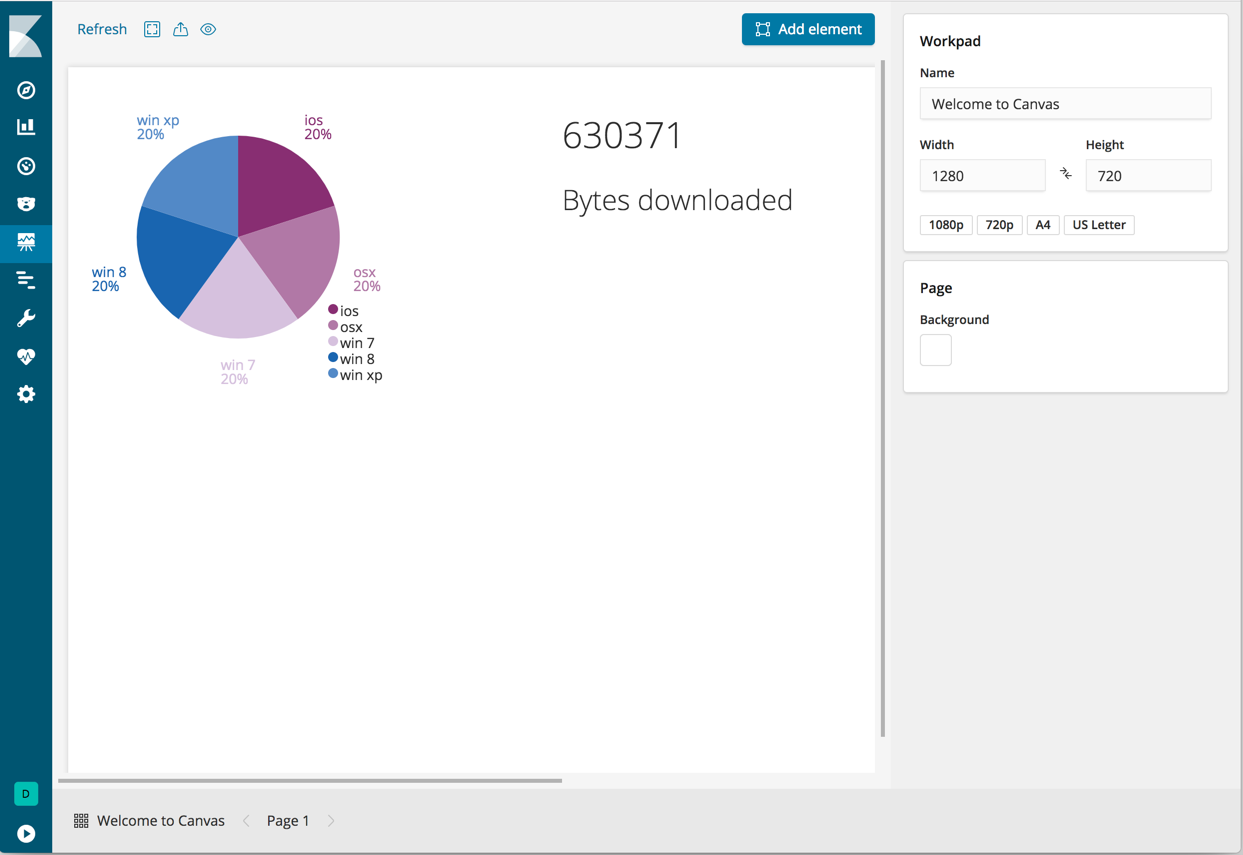 Refresh
Add element
win xp
20%
ios
20%
win 8
20%
osx
20%
win 7
20%
ios
osx
win 7
win 8
win xp
630371
Bytes downloaded
Workpad
Name
Welcome to Canvas
Width
Height
1280
720
1080p
720p
A4
US Letter
Page
Background
D
Welcome to Canvas
Page 1